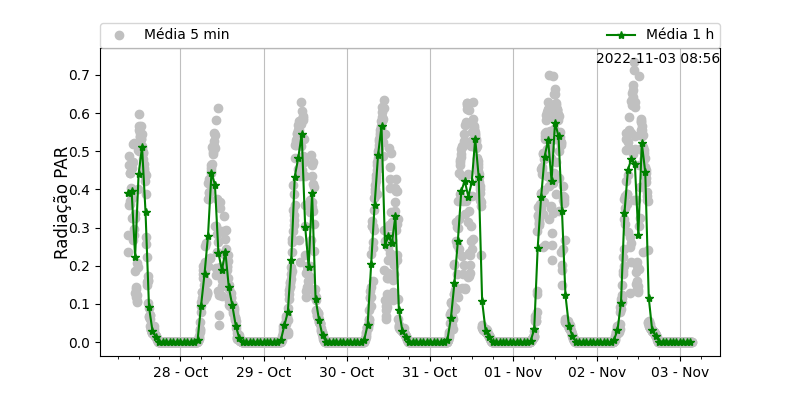 Média 5 min
Média 1 h
2022-11-03 08:56
Radiação PAR
0.7
0.6
0.5
0.4
0.3
0.2
0.1
0.0
28 - Oct
29 - Oct
30 - Oct
31 - Oct
01 - Nov
02 - Nov
03 - Nov